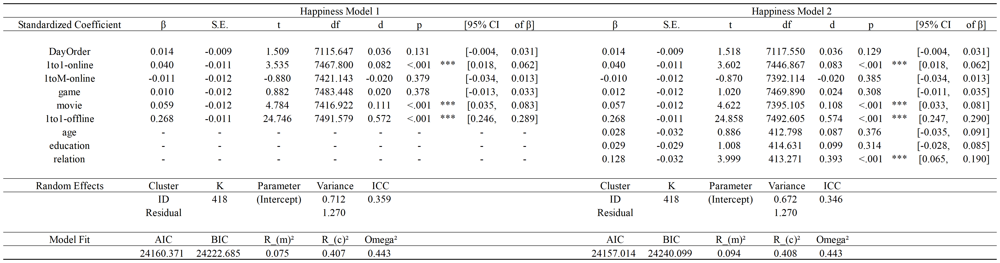 Happiness Model 1 Happiness Model 2
Standardized Coefficient β S.E. t df d p [95% CI of β] β S.E. t df d p [95% CI of β]
DayOrder 0.014 -0.009 1.509 7115.647 0.036 0.131 [-0.004, 0.031] 0.014 -0.009 1.518 7117.550 0.036 0.129 [-0.004, 0.031]
1to1-online 0.040 -0.011 3.535 7467.800 0.082 <.001 *** [0.018, 0.062] 0.040 -0.011 3.602 7446.867 0.083 <.001 *** [0.018, 0.062]
1toM-online -0.011 -0.012 -0.880 7421.143 -0.020 0.379 [-0.034, 0.013] -0.010 -0.012 -0.870 7392.114 -0.020 0.385 [-0.034, 0.013]
game 0.010 -0.012 0.882 7483.448 0.020 0.378 [-0.013, 0.033] 0.012 -0.012 1.020 7469.890 0.024 0.308 [-0.011, 0.035]
movie 0.059 -0.012 4.784 7416.922 0.111 <.001 *** [0.035, 0.083] 0.057 -0.012 4.622 7395.105 0.108 <.001 *** [0.033, 0.081]
1to1-offline 0.268 -0.011 24.746 7491.579 0.572 <.001 *** [0.246, 0.289] 0.268 -0.011 24.858 7492.605 0.574 <.001 *** [0.247, 0.290]
age - - - - - - - - 0.028 -0.032 0.886 412.798 0.087 0.376 [-0.035, 0.091]
education - - - - - - - - 0.029 -0.029 1.008 414.631 0.099 0.314 [-0.028, 0.085]
relation - - - - - - - - 0.128 -0.032 3.999 413.271 0.393 <.001 *** [0.065, 0.190]
Random Effects Cluster K Parameter Variance ICC Cluster K Parameter Variance ICC
ID 418 (Intercept) 0.712 0.359 ID 418 (Intercept) 0.672 0.346
Residual 1.270 Residual 1.270
Model Fit AIC BIC R_(m)² R_(c)² Omega² AIC BIC R_(m)² R_(c)² Omega²
24160.371 24222.685 0.075 0.407 0.443 24157.014 24240.099 0.094 0.408 0.443